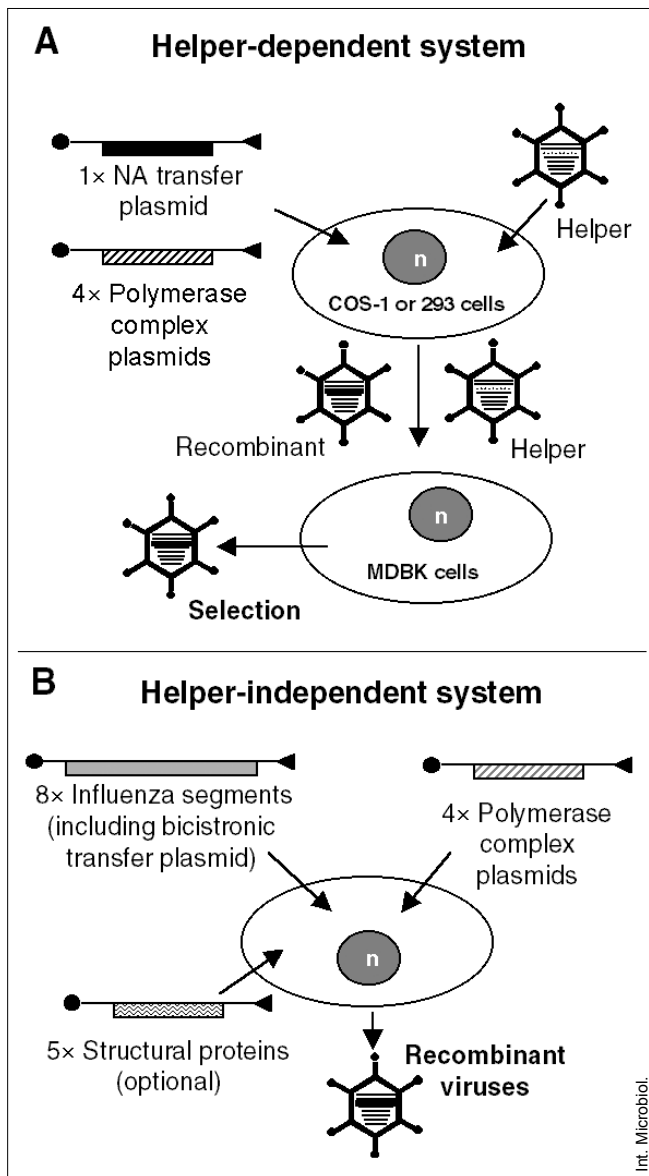 A
Helper-dependent system
1× NA transfer
plasmid
Helper
4× Polymerase
complex
plasmids
n
COS-1 or 293 cells
Recombinant
Helper
n
MDBK cells
Selection
B
Helper-independent system
8× Influenza segments
(including bicistronic
transfer plasmid)
4× Polymerase
complex
plasmids
n
5× Structural proteins
(optional)
Recombinant
viruses
Int. Microbiol.